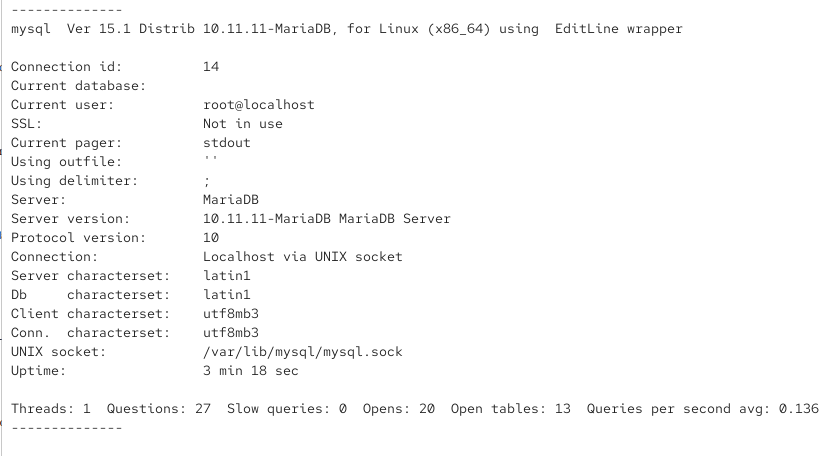 --------------
mysql  Ver 15.1 Distrib 10.11.11-MariaDB, for Linux (x86_64) using  EditLine wrapper

Connection id:          14
Current database:
Current user:           root@localhost
SSL:                    Not in use
Current pager:          stdout
Using outfile:          ''
Using delimiter:        ;
Server:                 MariaDB
Server version:         10.11.11-MariaDB MariaDB Server
Protocol version:       10
Connection:             Localhost via UNIX socket
Server characterset:    latin1
Db     characterset:    latin1
Client characterset:    utf8mb3
Conn.  characterset:    utf8mb3
UNIX socket:            /var/lib/mysql/mysql.sock
Uptime:                 3 min 18 sec

Threads: 1  Questions: 27  Slow queries: 0  Opens: 20  Open tables: 13  Queries per second avg: 0.136
--------------